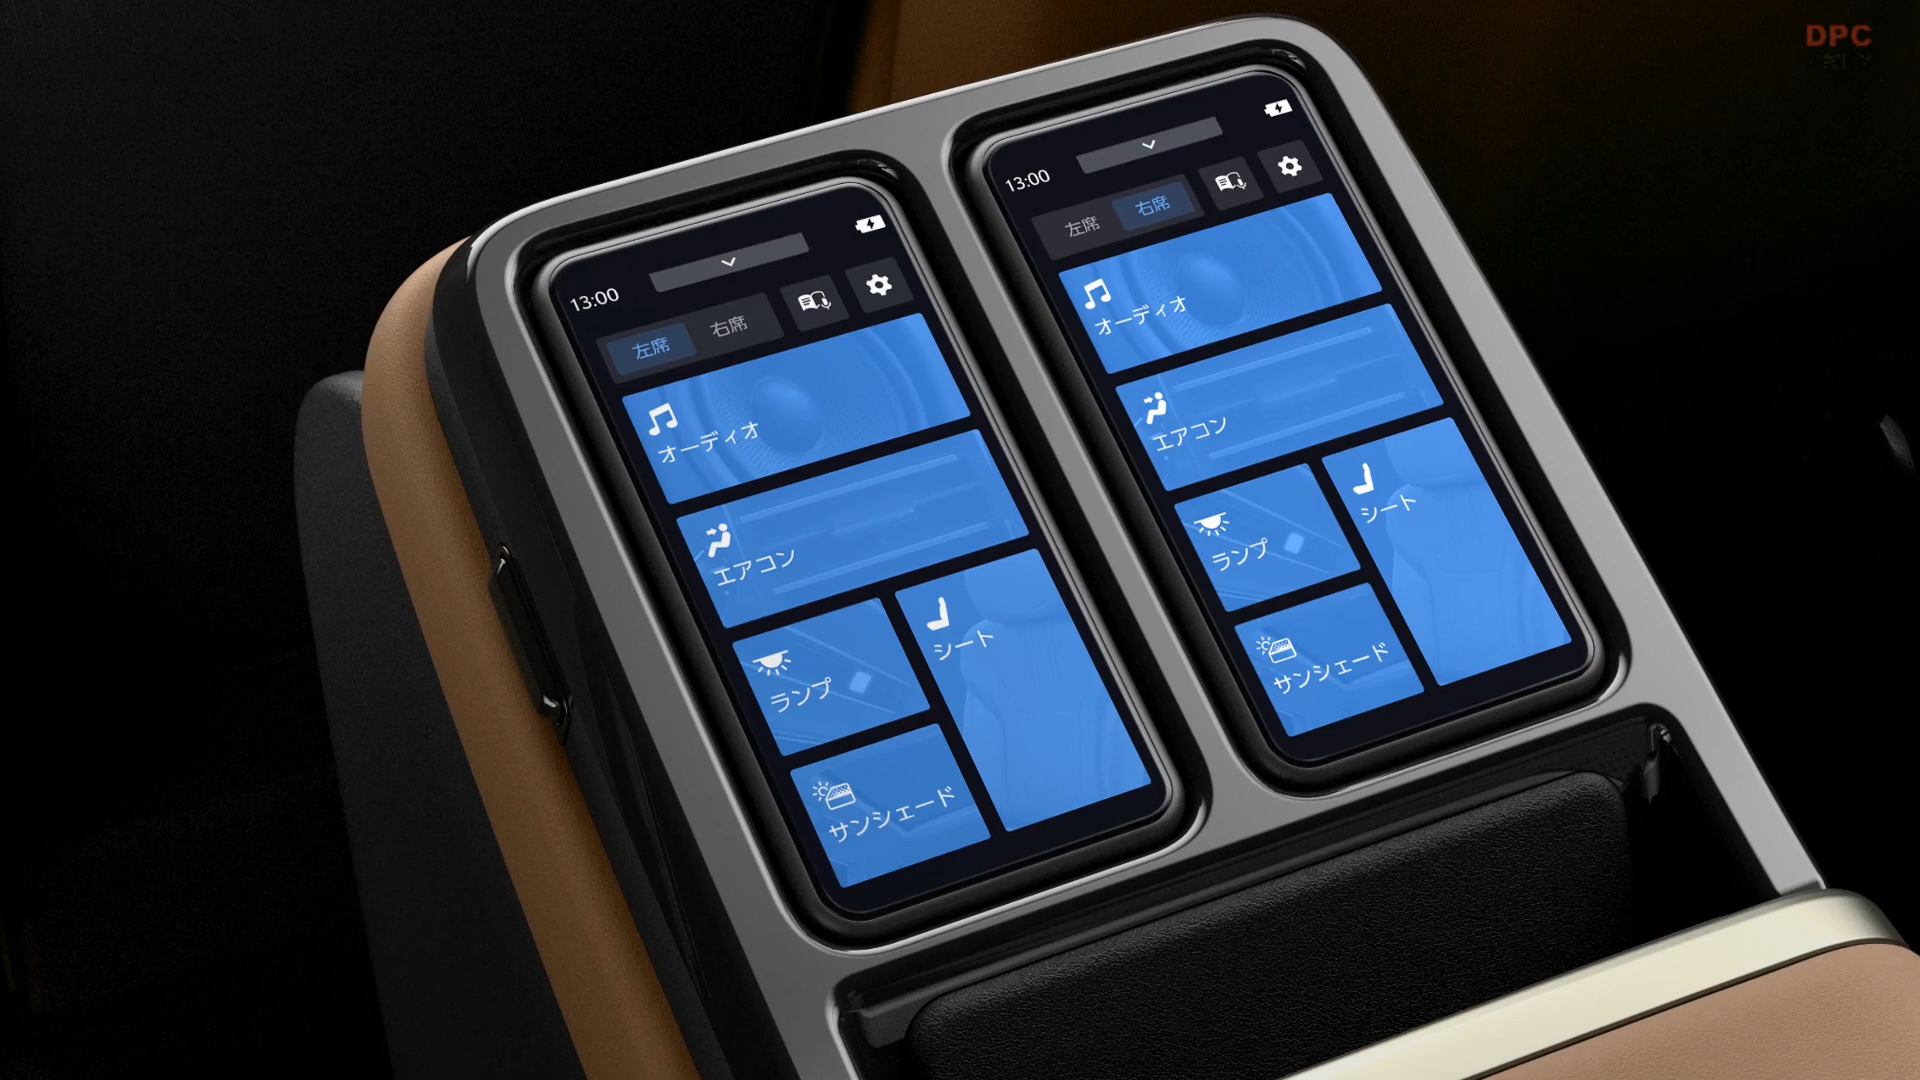 DPC
13:00
左席 右席
オーディオ
エアコン
ランプ
シート
サンシェード
13:00
左席 右席
オーディオ
エアコン
ランプ
シート
サンシェード